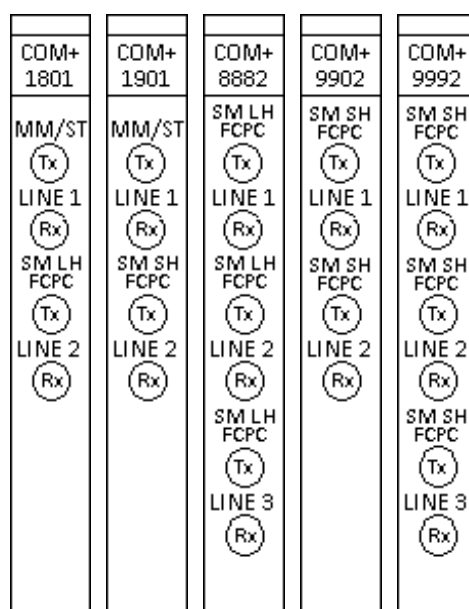 COM+
1801
MM/ST
Tx
LINE 1
Rx
SM LH
FCPC
Tx
LINE 2
Rx
COM+
1901
MM/ST
Tx
LINE 1
Rx
SM SH
FCPC
Tx
LINE 2
Rx
COM+
8882
SM LH
FCPC
Tx
LINE 1
Rx
SM LH
FCPC
Tx
LINE 2
Rx
SM LH
FCPC
Tx
LINE 3
Rx
COM+
9902
SM SH
FCPC
Tx
LINE 1
Rx
SM SH
FCPC
Tx
LINE 2
Rx
COM+
9992
SM SH
FCPC
Tx
LINE 1
Rx
SM SH
FCPC
Tx
LINE 2
Rx
SM SH
FCPC
Tx
LINE 3
Rx